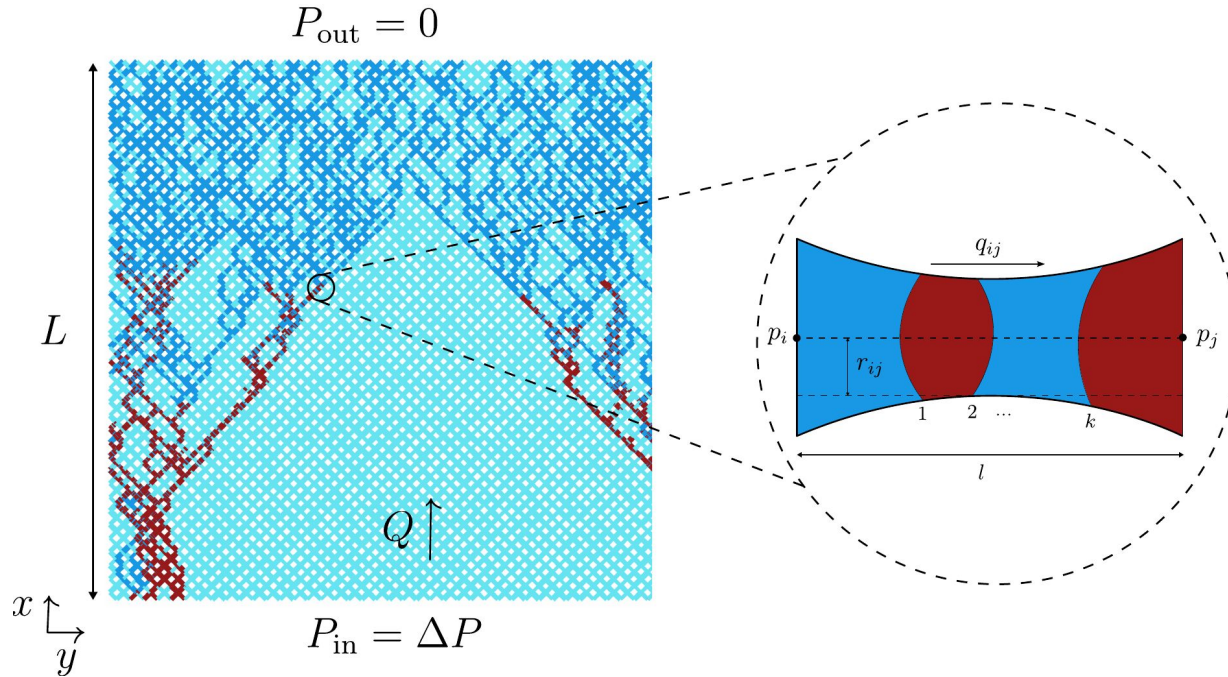 P_out = 0
L
Q
x
y
P_in = ΔP
q_ij
p_i
p_j
r_ij
1 2 ... k
l